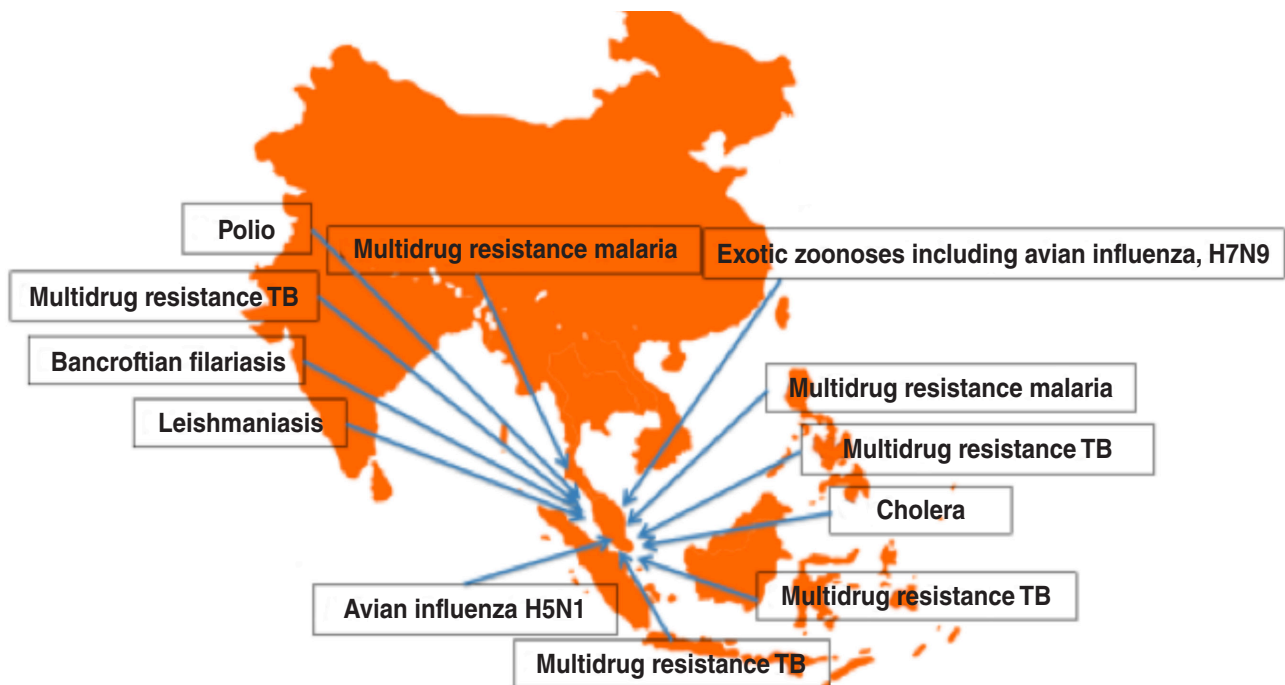 Polio
Multidrug resistance malaria
Exotic zoonoses including avian influenza, H7N9
Multidrug resistance TB
Bancroftian filariasis
Leishmaniasis
Multidrug resistance malaria
Multidrug resistance TB
Cholera
Avian influenza H5N1
Multidrug resistance TB
Multidrug resistance TB